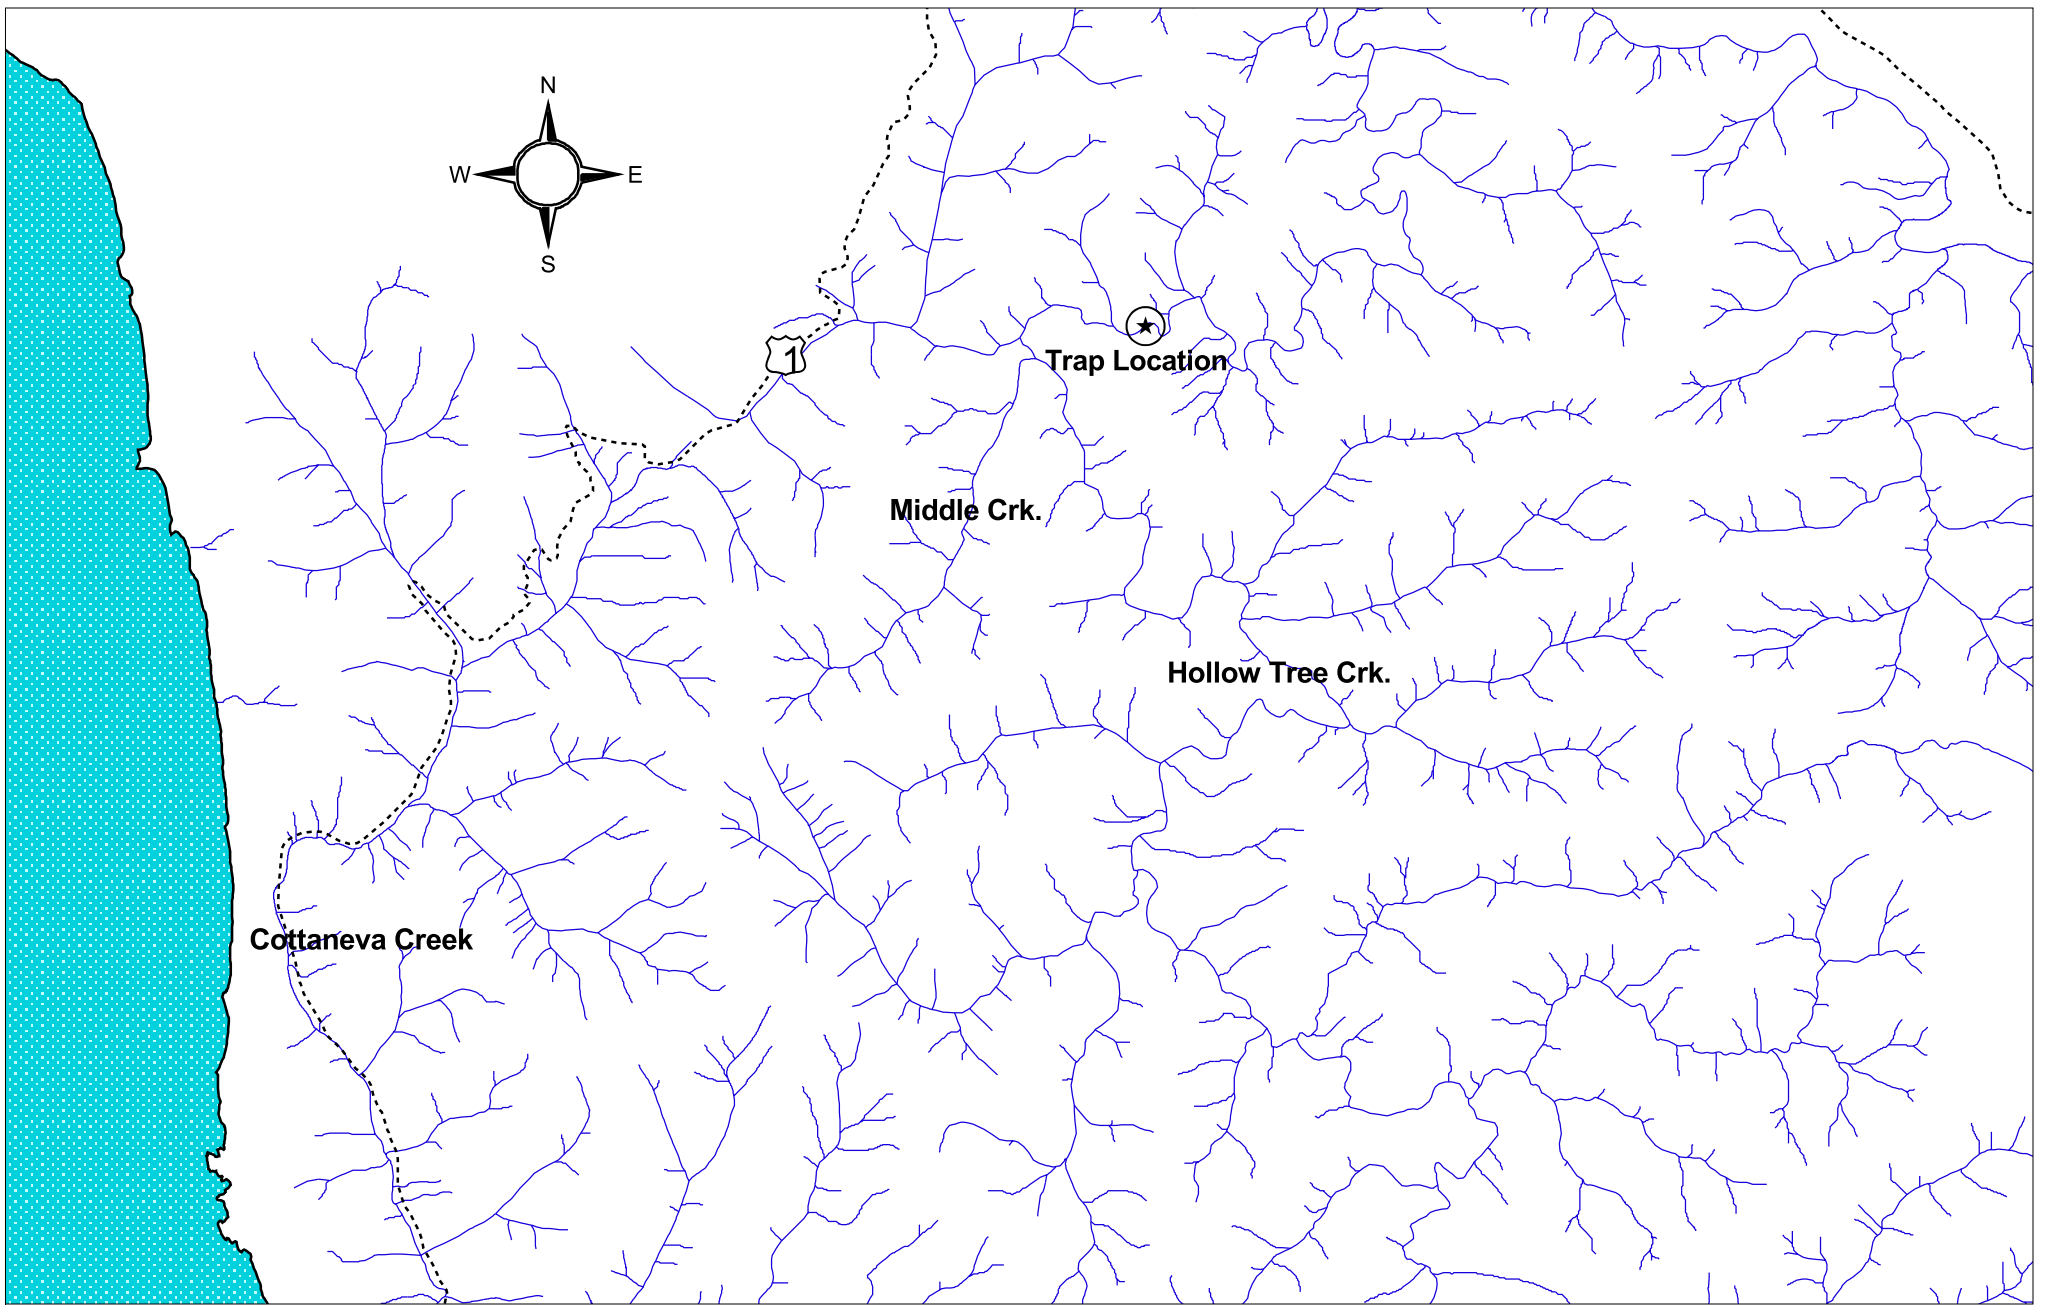 N
W E
S
1
Trap Location
Middle Crk.
Hollow Tree Crk.
Cottaneva Creek